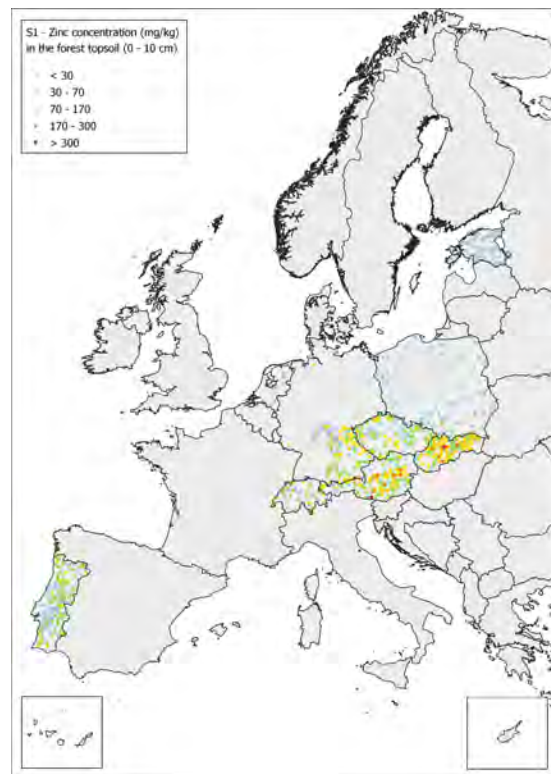 S1 - Zinc concentration (mg/kg)
in the forest topsoil (0 - 10 cm)
< 30
30 - 70
70 - 170
170 - 300
> 300